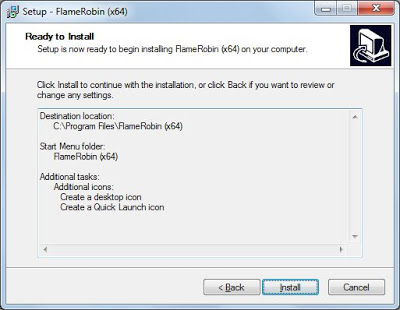 Setup - FlameRobin (x64)
Ready to Install
Setup is now ready to begin installing FlameRobin (x64) on your computer.
Click Install to continue with the installation, or click Back if you want to review or
change any settings.
Destination location:
C:\Program Files\FlameRobin (x64)
Start Menu folder:
FlameRobin (x64)
Additional tasks:
Additional icons:
Create a desktop icon
Create a Quick Launch icon
< Back
Install
Cancel